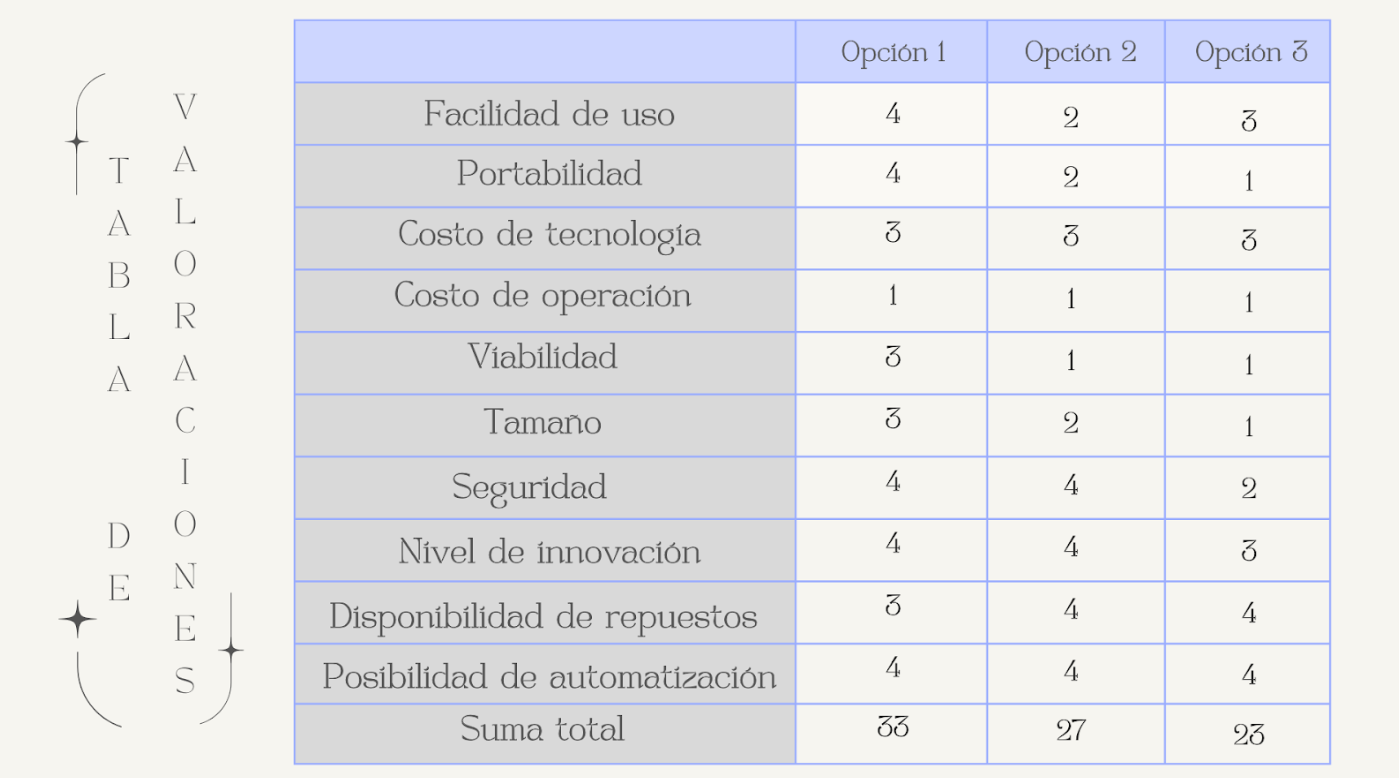 TABLA DE
VALORACIONES
Opción 1 Opción 2 Opción 3
Facilidad de uso 4 2 3
Portabilidad 4 2 1
Costo de tecnología 3 3 3
Costo de operación 1 1 1
Viabilidad 3 1 1
Tamaño 3 2 1
Seguridad 4 4 2
Nivel de innovación 4 4 3
Disponibilidad de repuestos 3 4 4
Posibilidad de automatización 4 4 4
Suma total 33 27 23